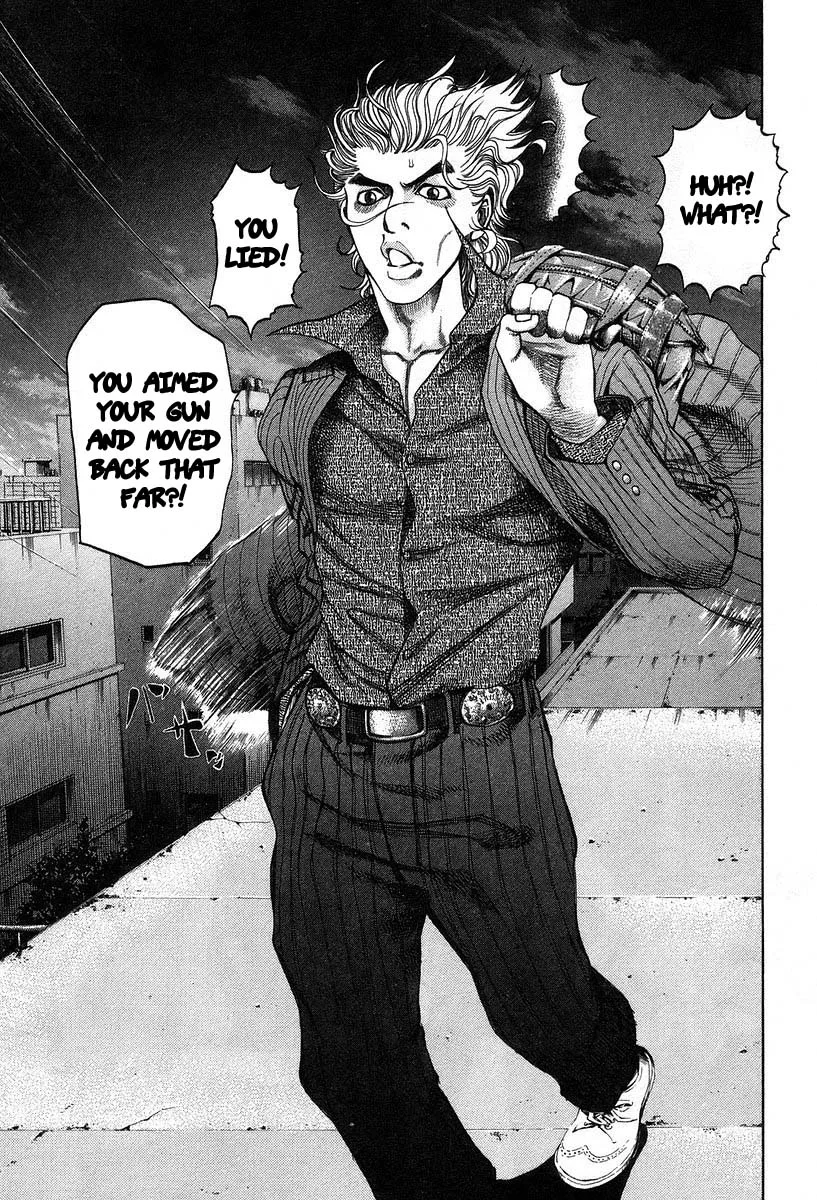 HUH?!
WHAT?!
YOU
LIED!
YOU AIMED
YOUR GUN
AND MOVED
BACK THAT
FAR?!
バサッ